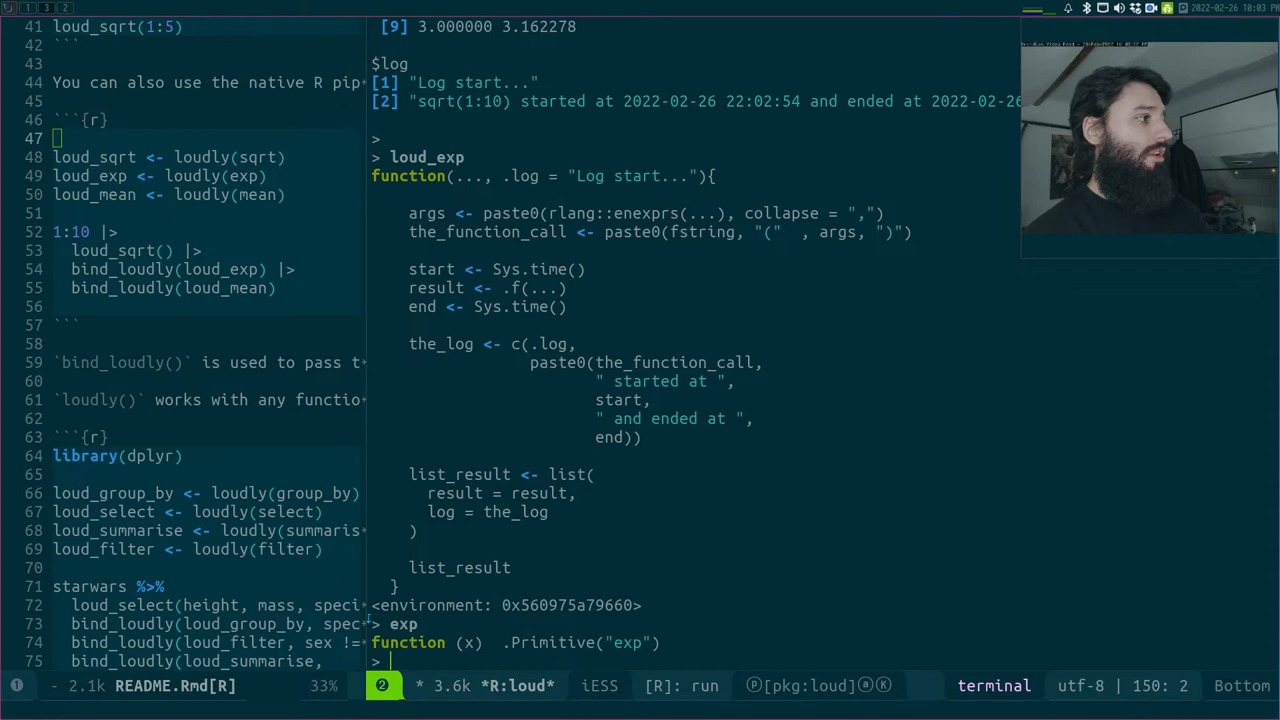 1 3 2
2022-02-26 10:03 PM
41 loud_sqrt(1:5)
42 ```
43
44 You can also use the native R pip
45
46 ```{r}
47
48 loud_sqrt <- loudly(sqrt)
49 loud_exp <- loudly(exp)
50 loud_mean <- loudly(mean)
51
52 1:10 |>
53   loud_sqrt() |>
54   bind_loudly(loud_exp) |>
55   bind_loudly(loud_mean)
56
57 ```
58
59 `bind_loudly()` is used to pass t
60
61 `loudly()` works with any functio
62
63 ```{r}
64 library(dplyr)
65
66 loud_group_by <- loudly(group_by)
67 loud_select <- loudly(select)
68 loud_summarise <- loudly(summaris
69 loud_filter <- loudly(filter)
70
71 starwars %>%
72   loud_select(height, mass, speci
73   bind_loudly(loud_group_by, spec
74   bind_loudly(loud_filter, sex !=
75   bind_loudly(loud_summarise,
[9] 3.000000 3.162278
$log
[1] "Log start..."
[2] "sqrt(1:10) started at 2022-02-26 22:02:54 and ended at 2022-02-26
>
> loud_exp
function(..., .log = "Log start..."){
    args <- paste0(rlang::enexprs(...), collapse = ",")
    the_function_call <- paste0(fstring, "("  , args, ")")
    start <- Sys.time()
    result <- .f(...)
    end <- Sys.time()
    the_log <- c(.log,
                 paste0(the_function_call,
                        " started at ",
                        start,
                        " and ended at ",
                        end))
    list_result <- list(
      result = result,
      log = the_log
    )
    list_result
  }
<environment: 0x560975a79660>
> exp
function (x)  .Primitive("exp")
>
1 - 2.1k README.Rmd[R] 33%
2 * 3.6k *R:loud* iESS [R]: run ⓟ[pkg:loud]ⓐⓀ terminal utf-8 | 150: 2 Bottom